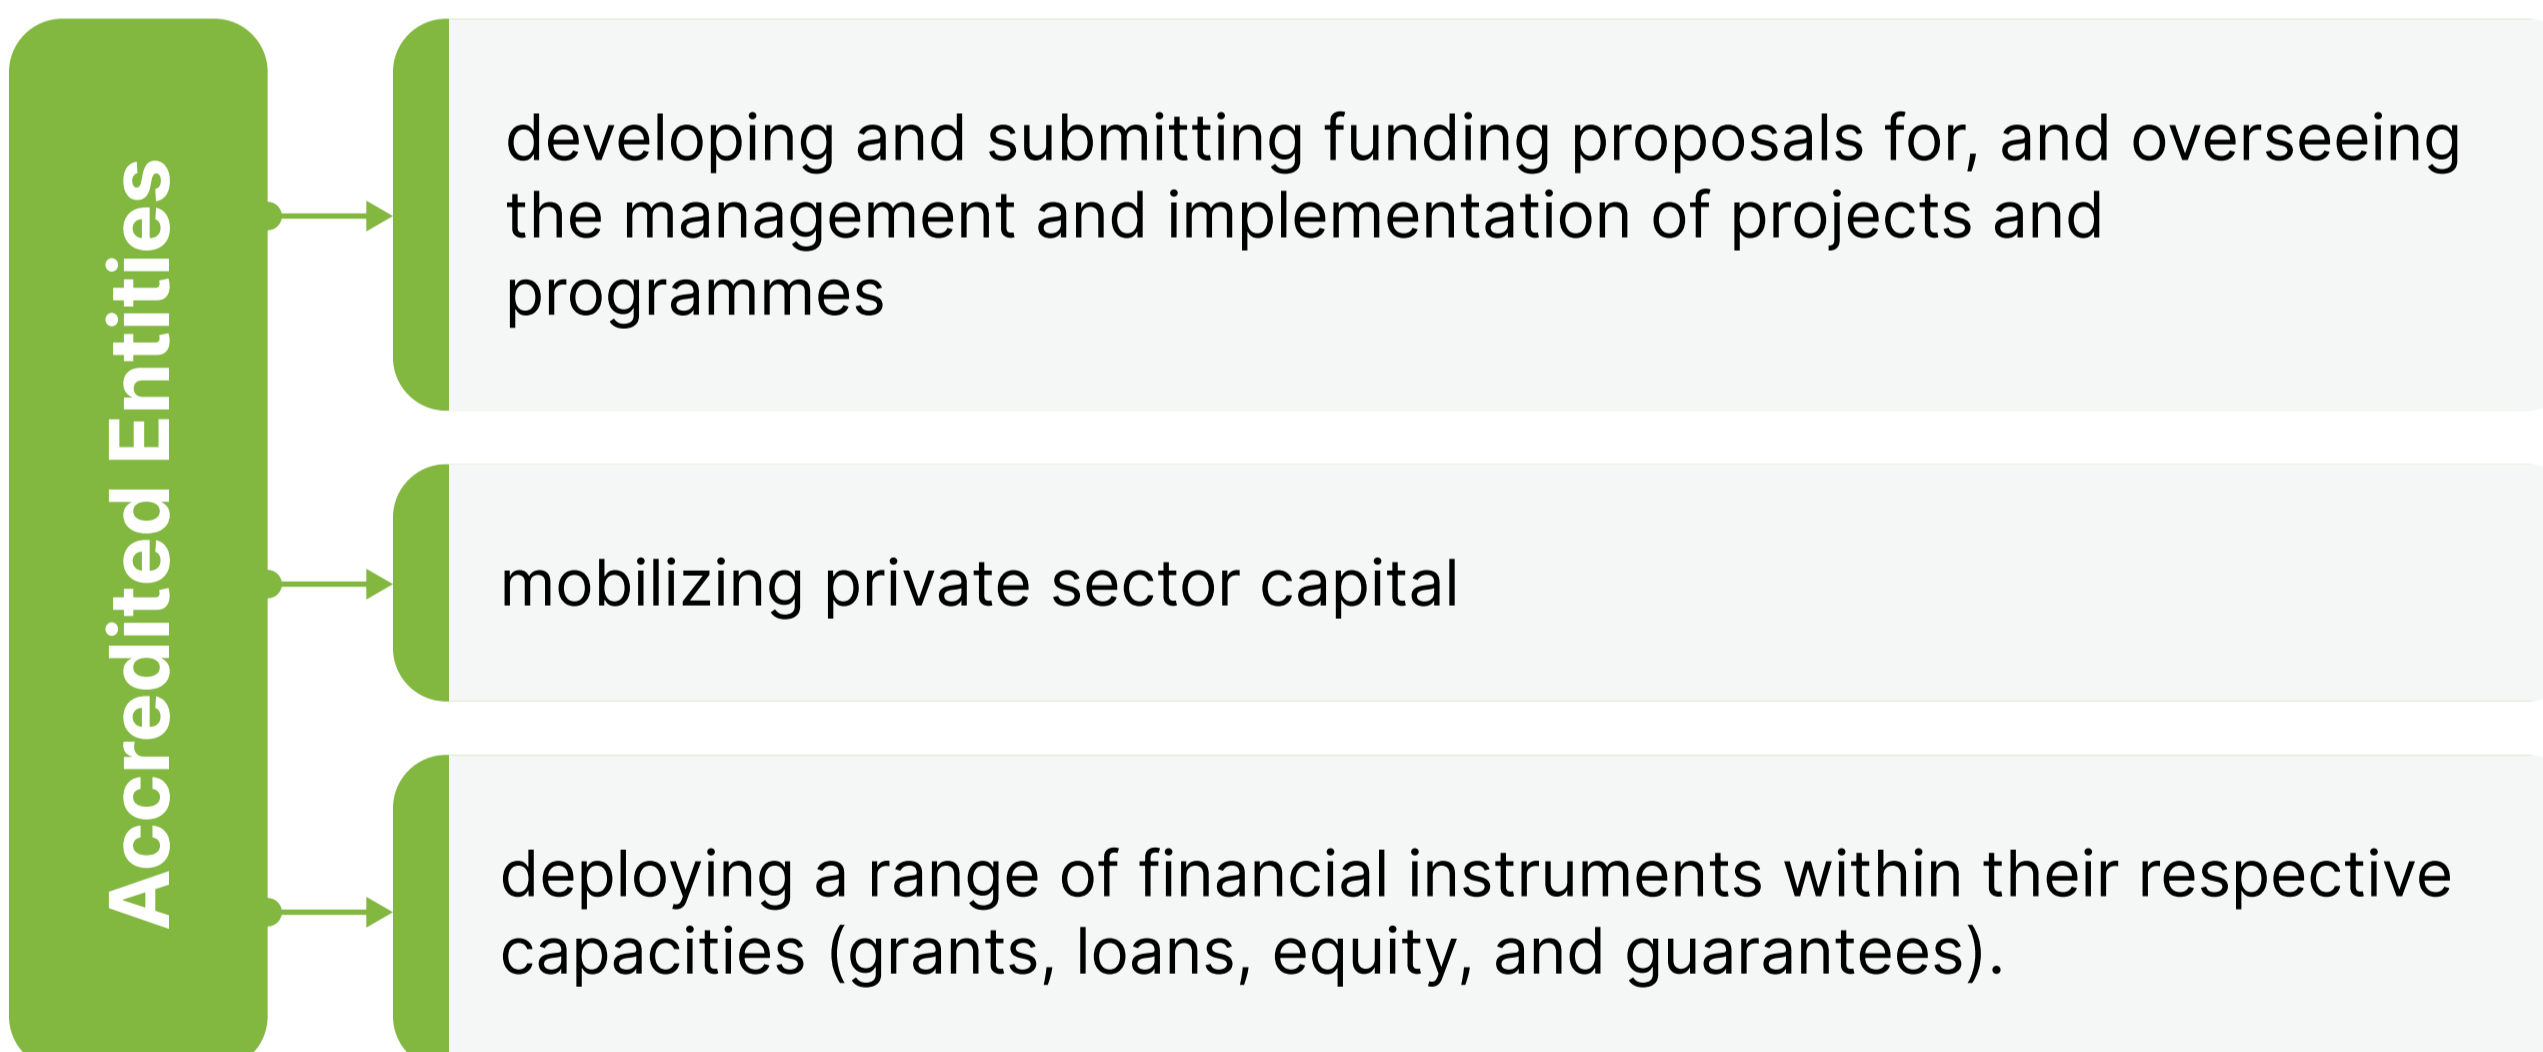 Accredited Entities
developing and submitting funding proposals for, and overseeing
the management and implementation of projects and
programmes
mobilizing private sector capital
deploying a range of financial instruments within their respective
capacities (grants, loans, equity, and guarantees).